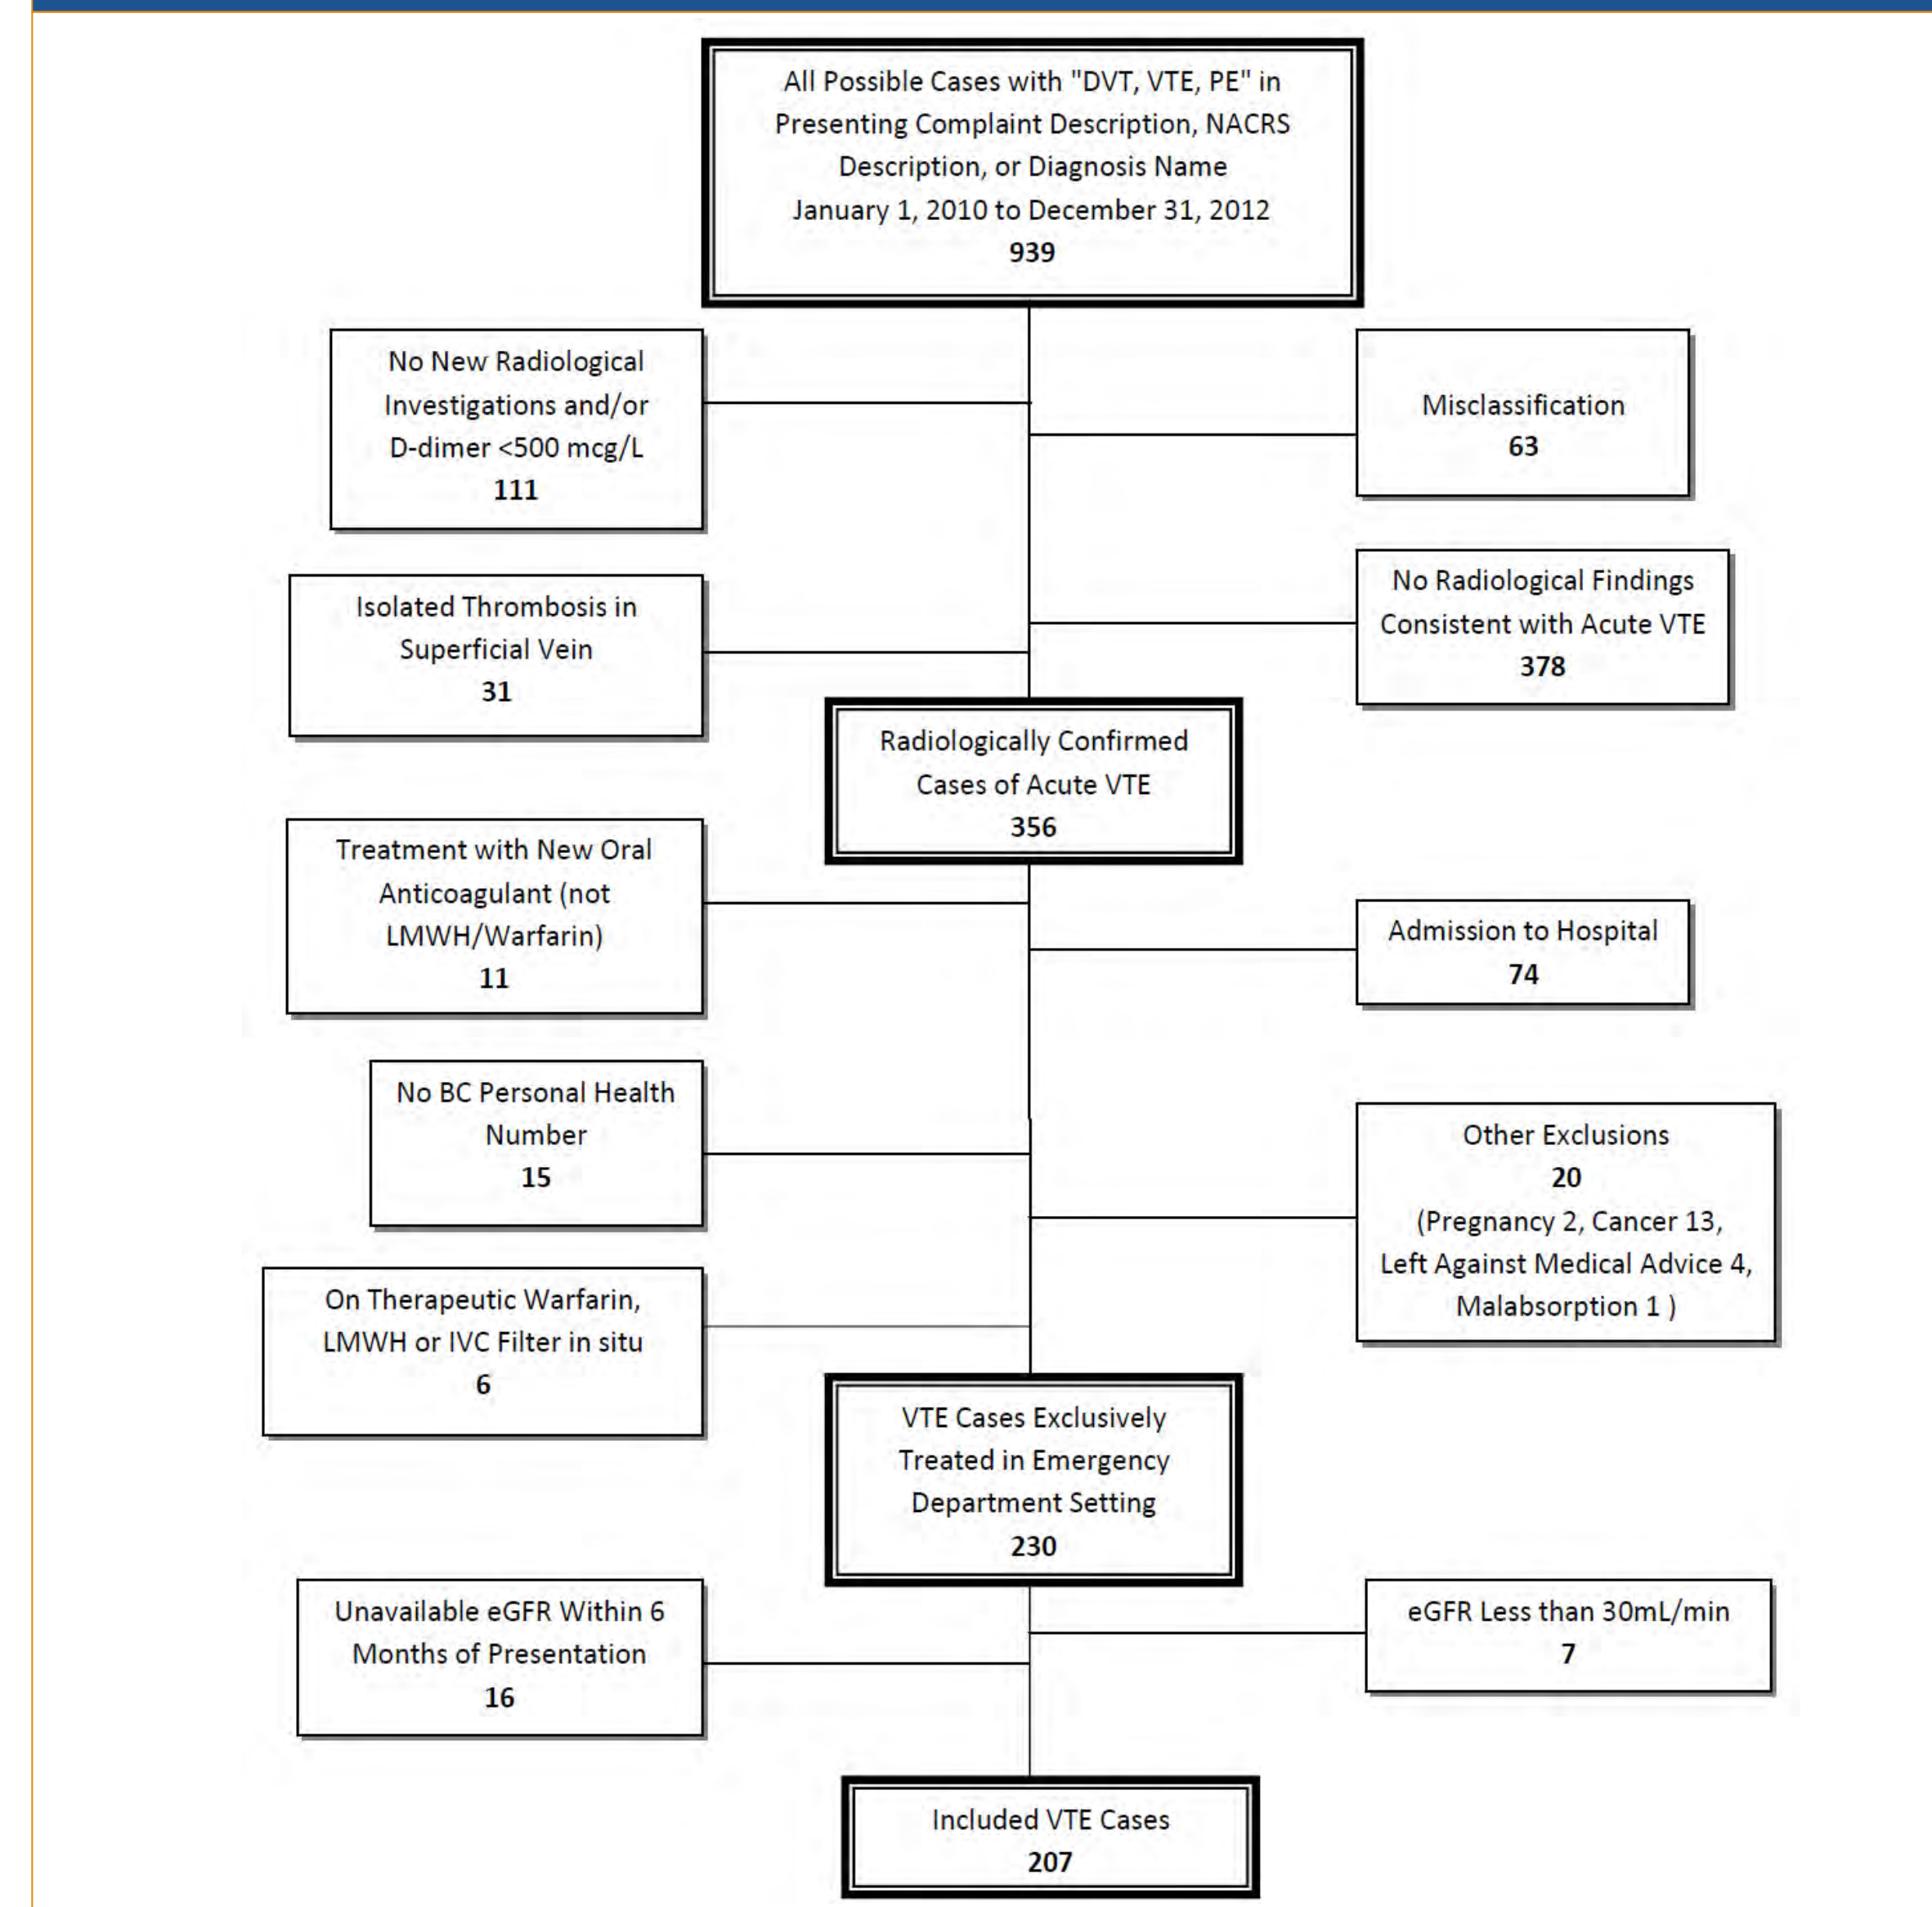 All Possible Cases with "DVT, VTE, PE" in
Presenting Complaint Description, NACRS
Description, or Diagnosis Name
January 1, 2010 to December 31, 2012
939
No New Radiological
Investigations and/or
D-dimer <500 mcg/L
111
Misclassification
63
Isolated Thrombosis in
Superficial Vein
31
No Radiological Findings
Consistent with Acute VTE
378
Radiologically Confirmed
Cases of Acute VTE
356
Treatment with New Oral
Anticoagulant (not
LMWH/Warfarin)
11
Admission to Hospital
74
No BC Personal Health
Number
15
Other Exclusions
20
(Pregnancy 2, Cancer 13,
Left Against Medical Advice 4,
Malabsorption 1 )
On Therapeutic Warfarin,
LMWH or IVC Filter in situ
6
VTE Cases Exclusively
Treated in Emergency
Department Setting
230
Unavailable eGFR Within 6
Months of Presentation
16
eGFR Less than 30mL/min
7
Included VTE Cases
207